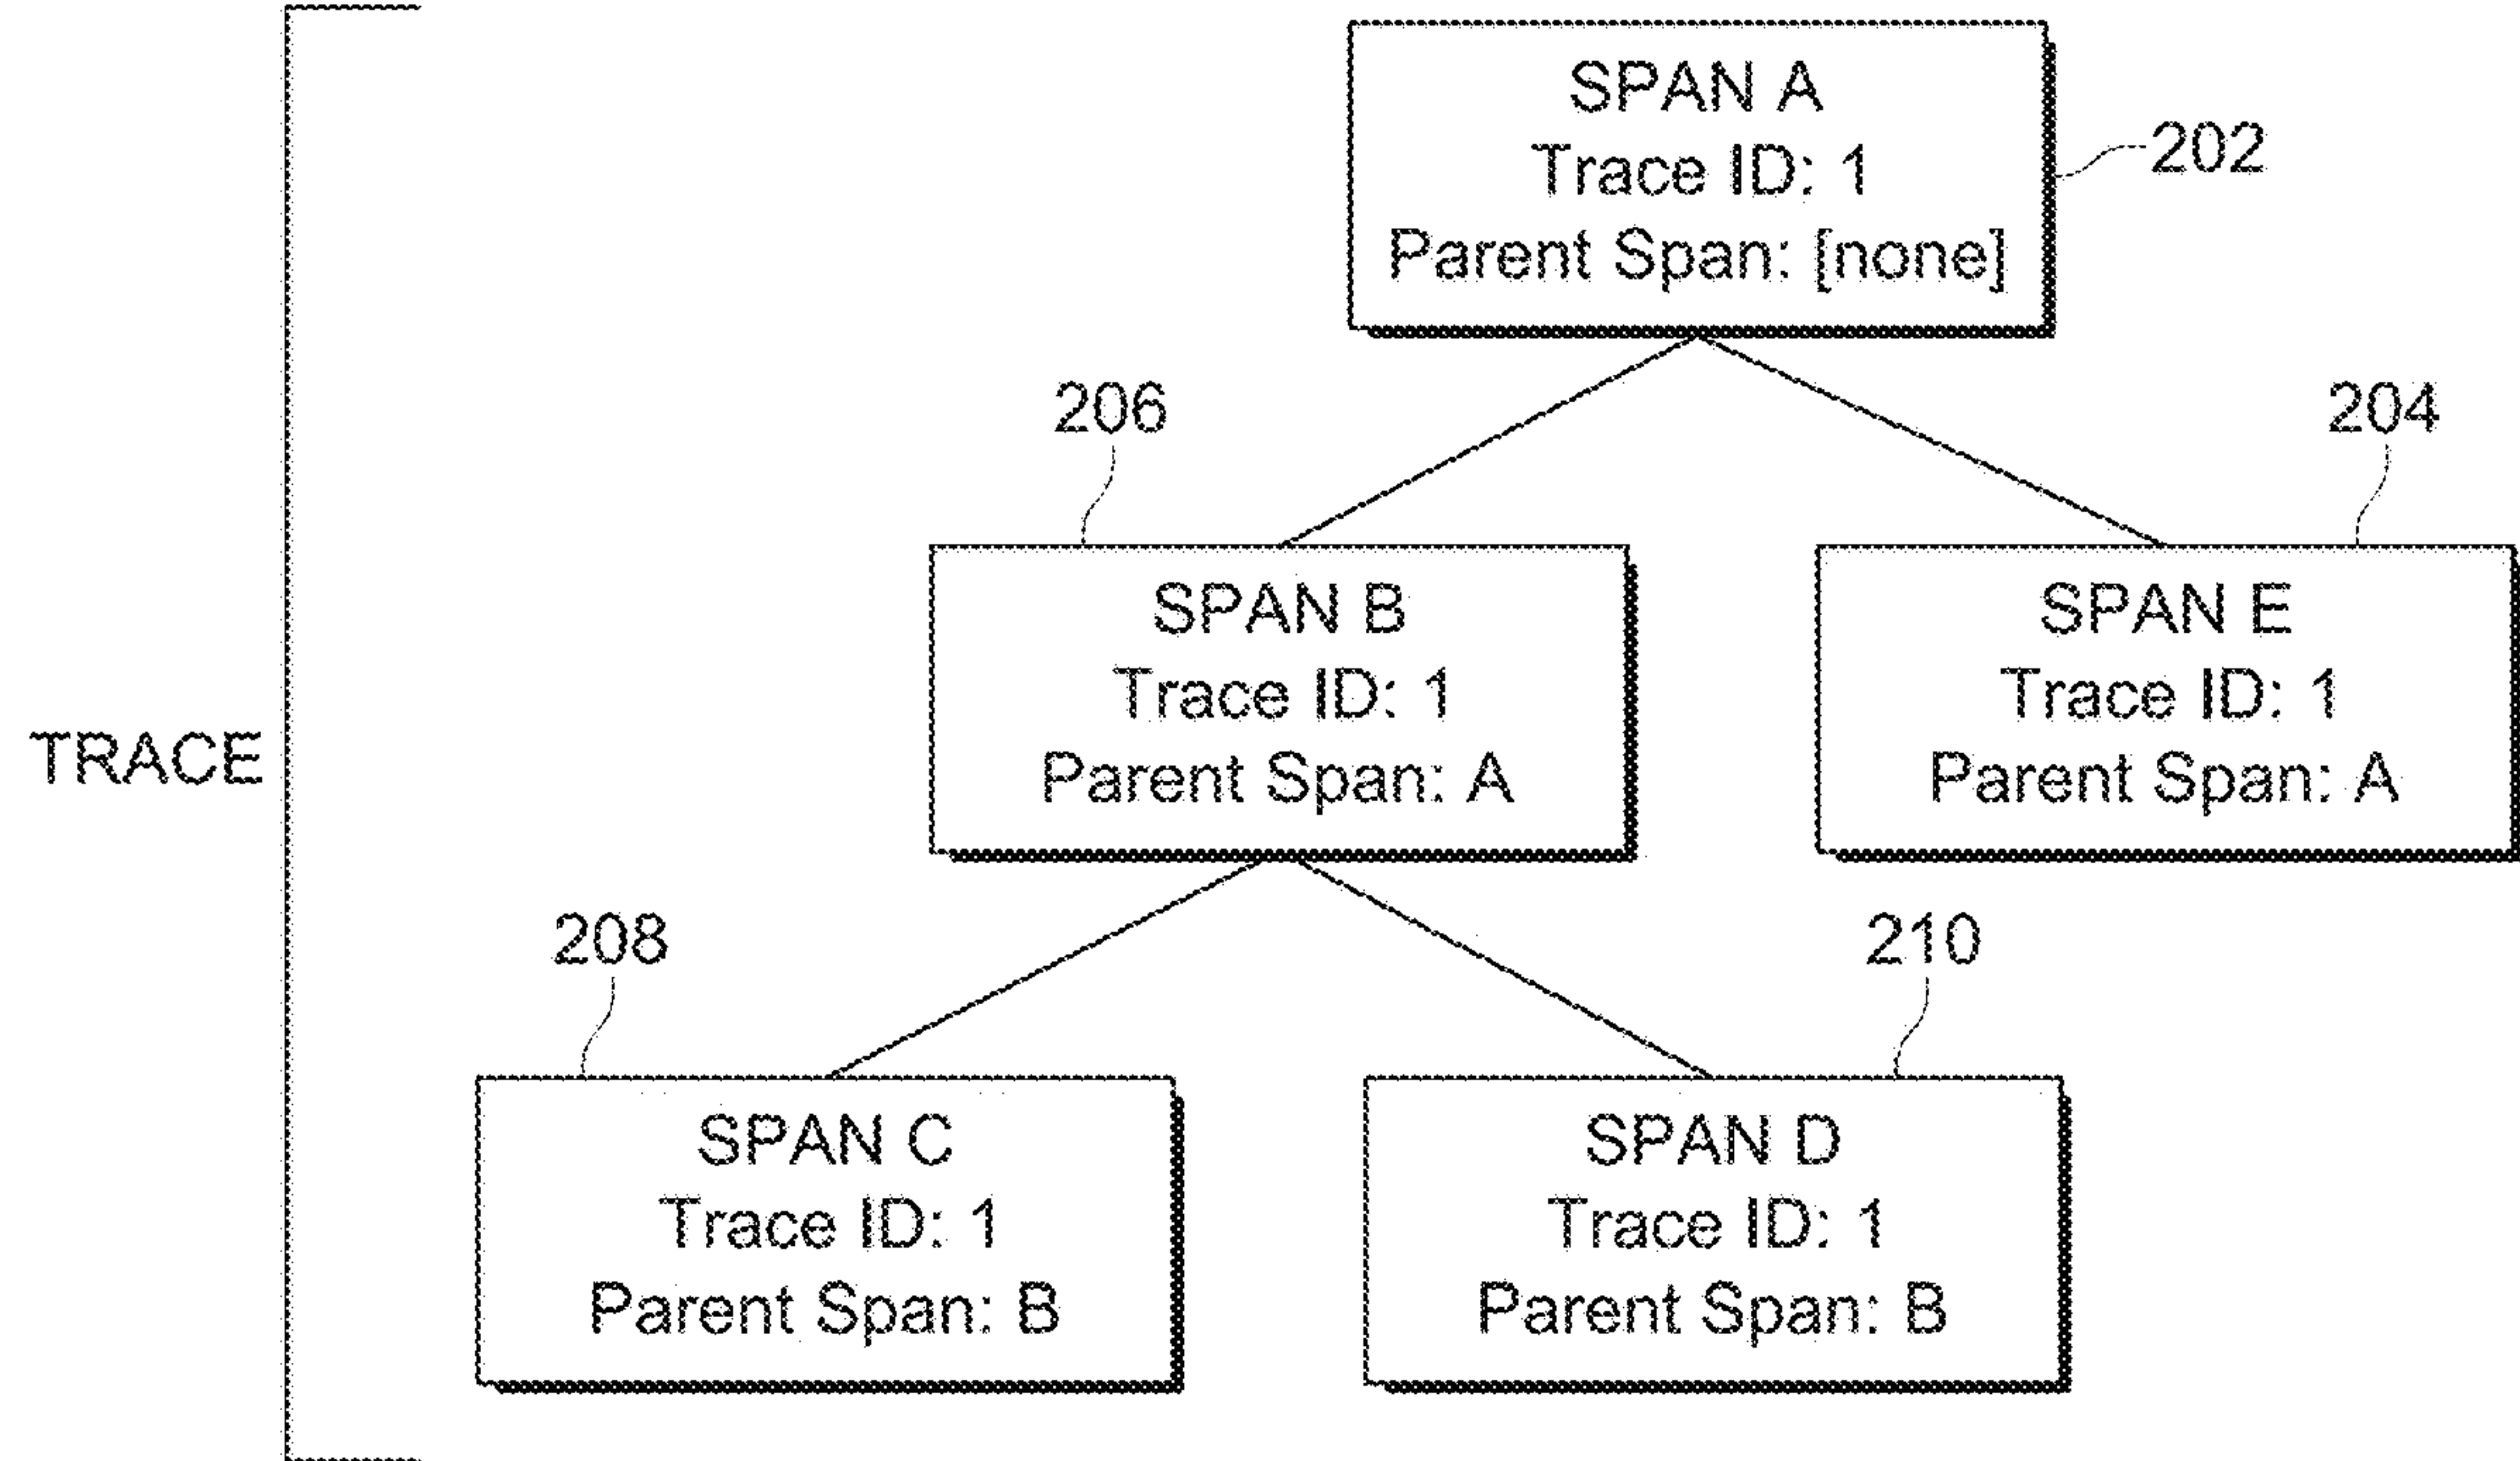 SPAN A
Trace ID: 1
Parent Span: [none]
202
206
204
SPAN B
Trace ID: 1
Parent Span: A
SPAN E
Trace ID: 1
Parent Span: A
TRACE
208
210
SPAN C
Trace ID: 1
Parent Span: B
SPAN D
Trace ID: 1
Parent Span: B